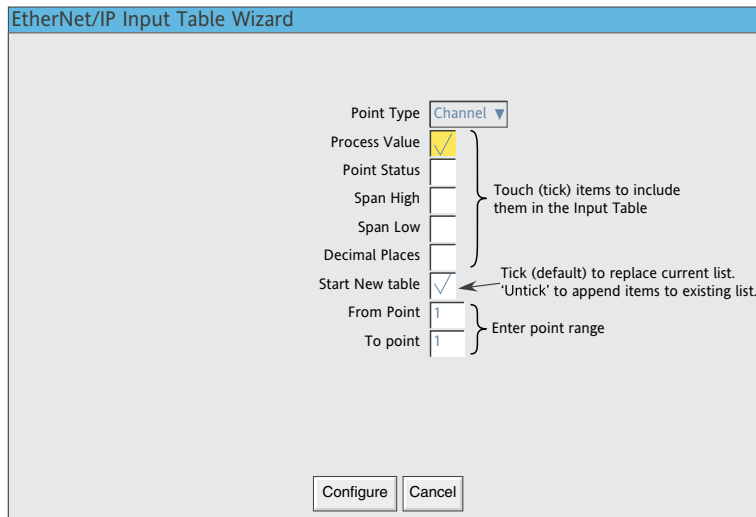 EtherNet/IP Input Table Wizard
Point Type Channel
Process Value
Point Status
Span High
Span Low
Decimal Places
Touch (tick) items to include
them in the Input Table
Start New table
Tick (default) to replace current list.
'Untick' to append items to existing list.
From Point 1
To point 1
Enter point range
Configure Cancel